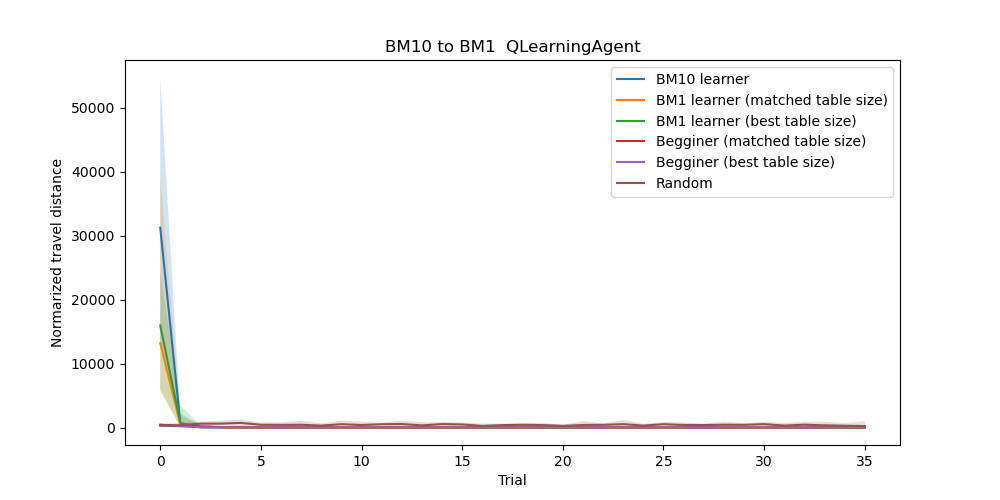 BM10 to BM1  QLearningAgent
BM10 learner
BM1 learner (matched table size)
BM1 learner (best table size)
Begginer (matched table size)
Begginer (best table size)
Random
Normarized travel distance
50000
40000
30000
20000
10000
0
0 5 10 15 20 25 30 35
Trial